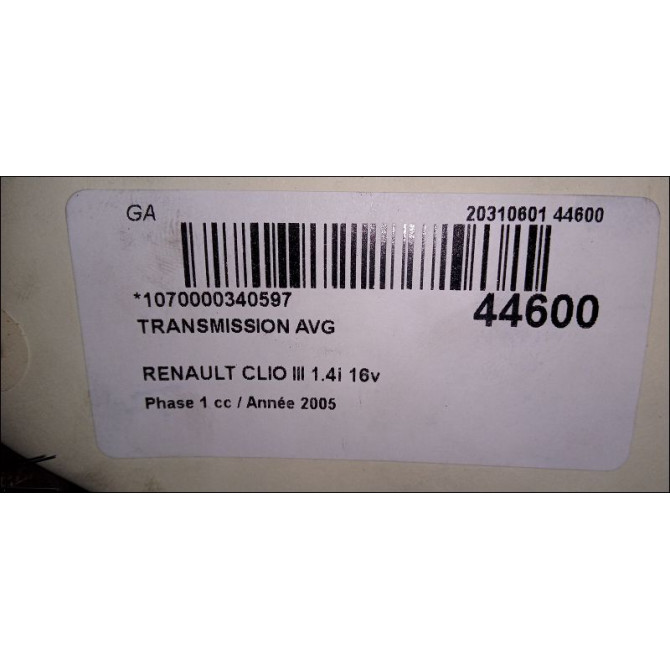 GA 20310601 44600
*1070000340597 44600
TRANSMISSION AVG
RENAULT CLIO III 1.4i 16v
Phase 1 cc / Année 2005